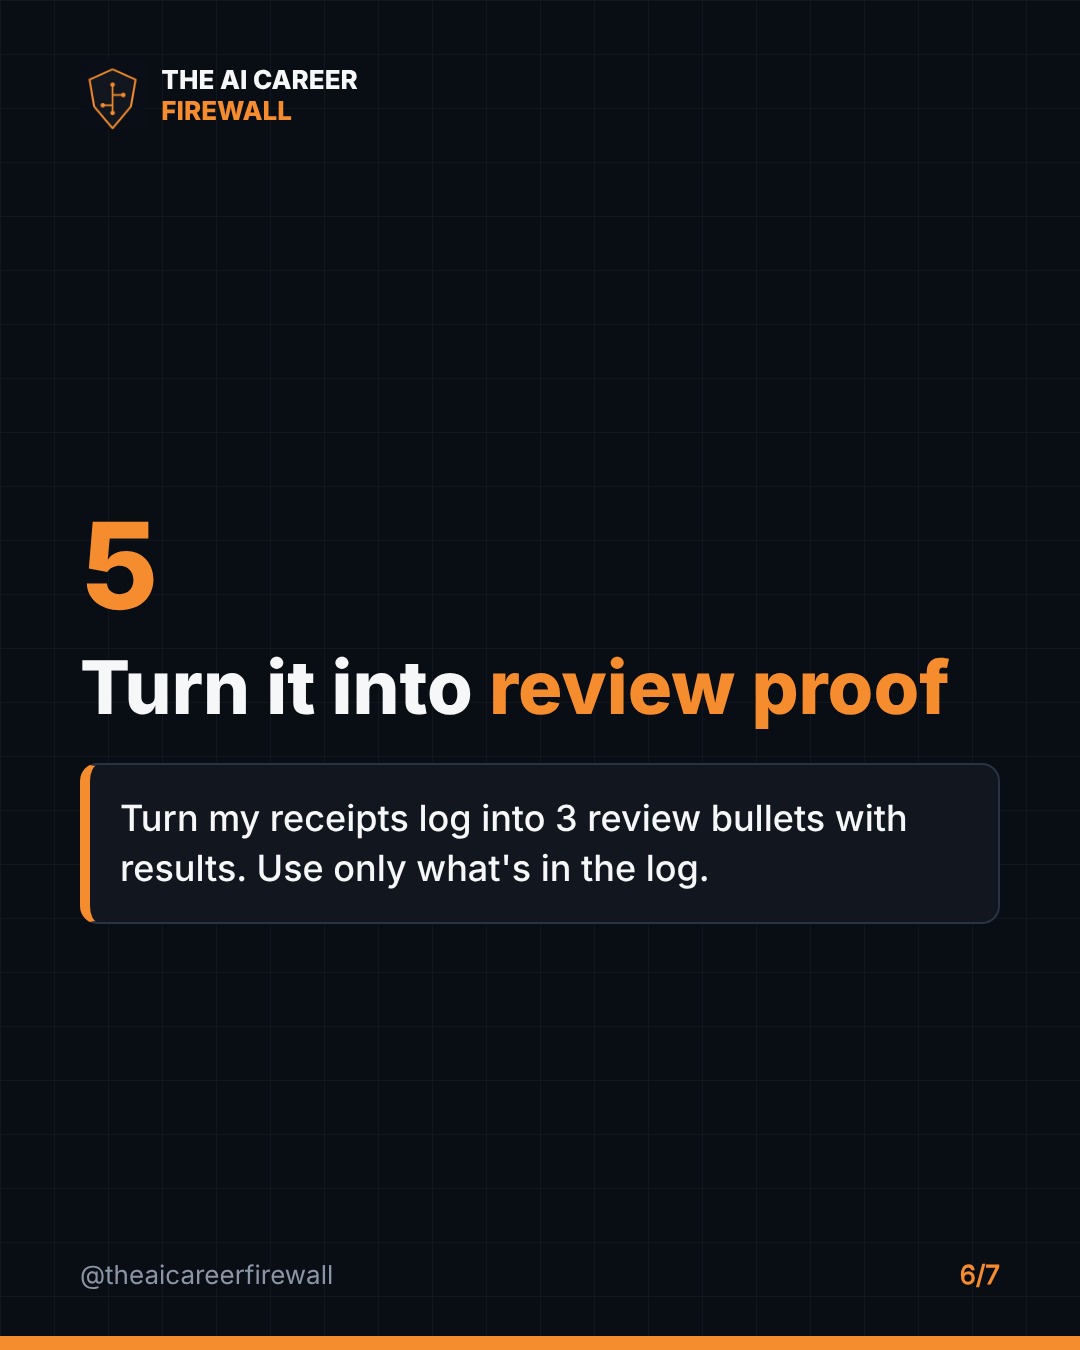 THE AI CAREER
FIREWALL
5
Turn it into review proof
Turn my receipts log into 3 review bullets with
results. Use only what's in the log.
@theaicareerfirewall
6/7